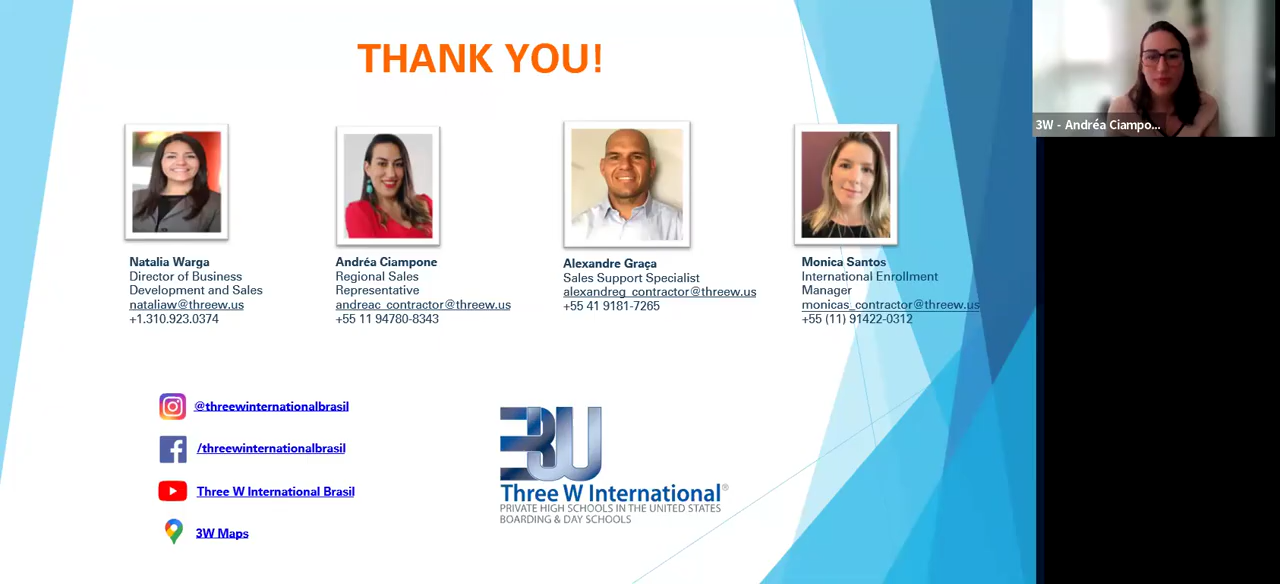 THANK YOU!
3W - Andréa Ciampo...
Natalia Warga
Director of Business
Development and Sales
nataliaw@threew.us
+1.310.923.0374
Andréa Ciampone
Regional Sales
Representative
andreac_contractor@threew.us
+55 11 94780-8343
Alexandre Graça
Sales Support Specialist
alexandreg_contractor@threew.us
+55 41 9181-7265
Monica Santos
International Enrollment
Manager
monicas_contractor@threew.us
+55 (11) 91422-0312
@threewinternationalbrasil
/threewinternationalbrasil
Three W International Brasil
3W Maps
3W
Three W International®
PRIVATE HIGH SCHOOLS IN THE UNITED STATES
BOARDING & DAY SCHOOLS